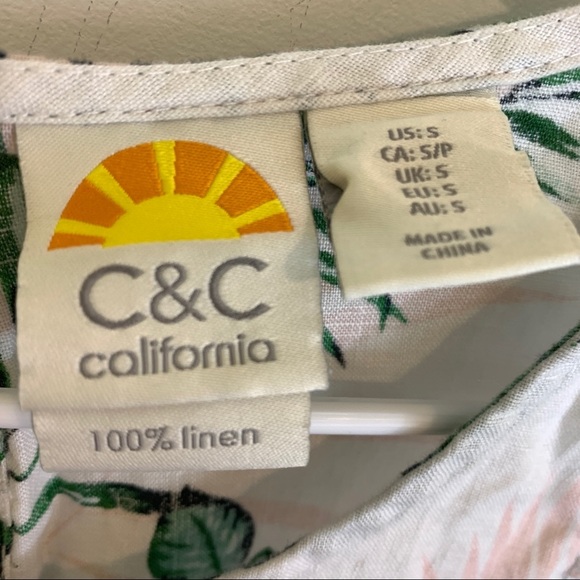 C&C
california
100% linen
US: S
CA: S/P
UK: S
EU: S
AU: S
MADE IN
CHINA